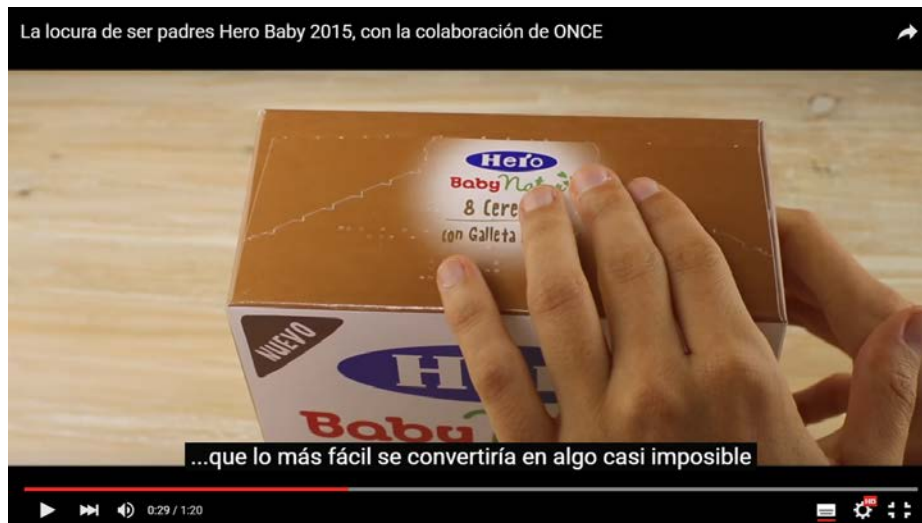 La locura de ser padres Hero Baby 2015, con la colaboración de ONCE
Hero
Baby
8
con Galleta
NUEVO
Baby
...que lo más fácil se convertiría en algo casi imposible
0:29 / 1:20
HD